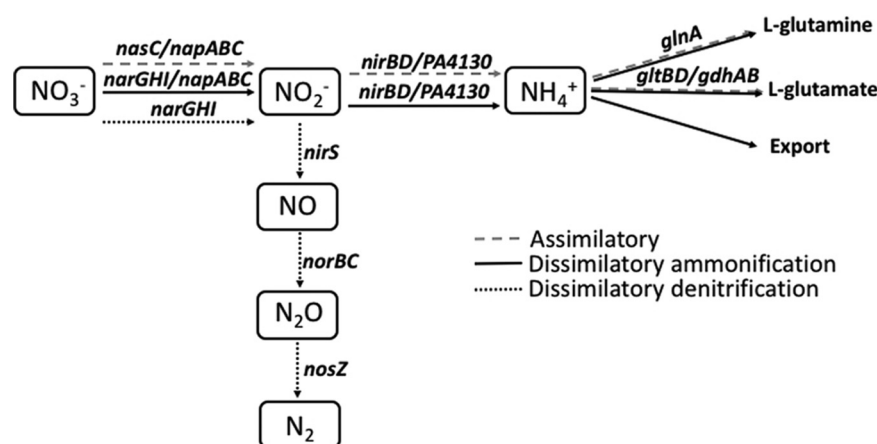 nasC/napABC
narGHI/napABC
narGHI
NO₃⁻
NO₂⁻
nirBD/PA4130
nirBD/PA4130
NH₄⁺
glnA
L-glutamine
gltBD/gdhAB
L-glutamate
Export
nirS
NO
norBC
N₂O
nosZ
N₂
Assimilatory
Dissimilatory ammonification
Dissimilatory denitrification